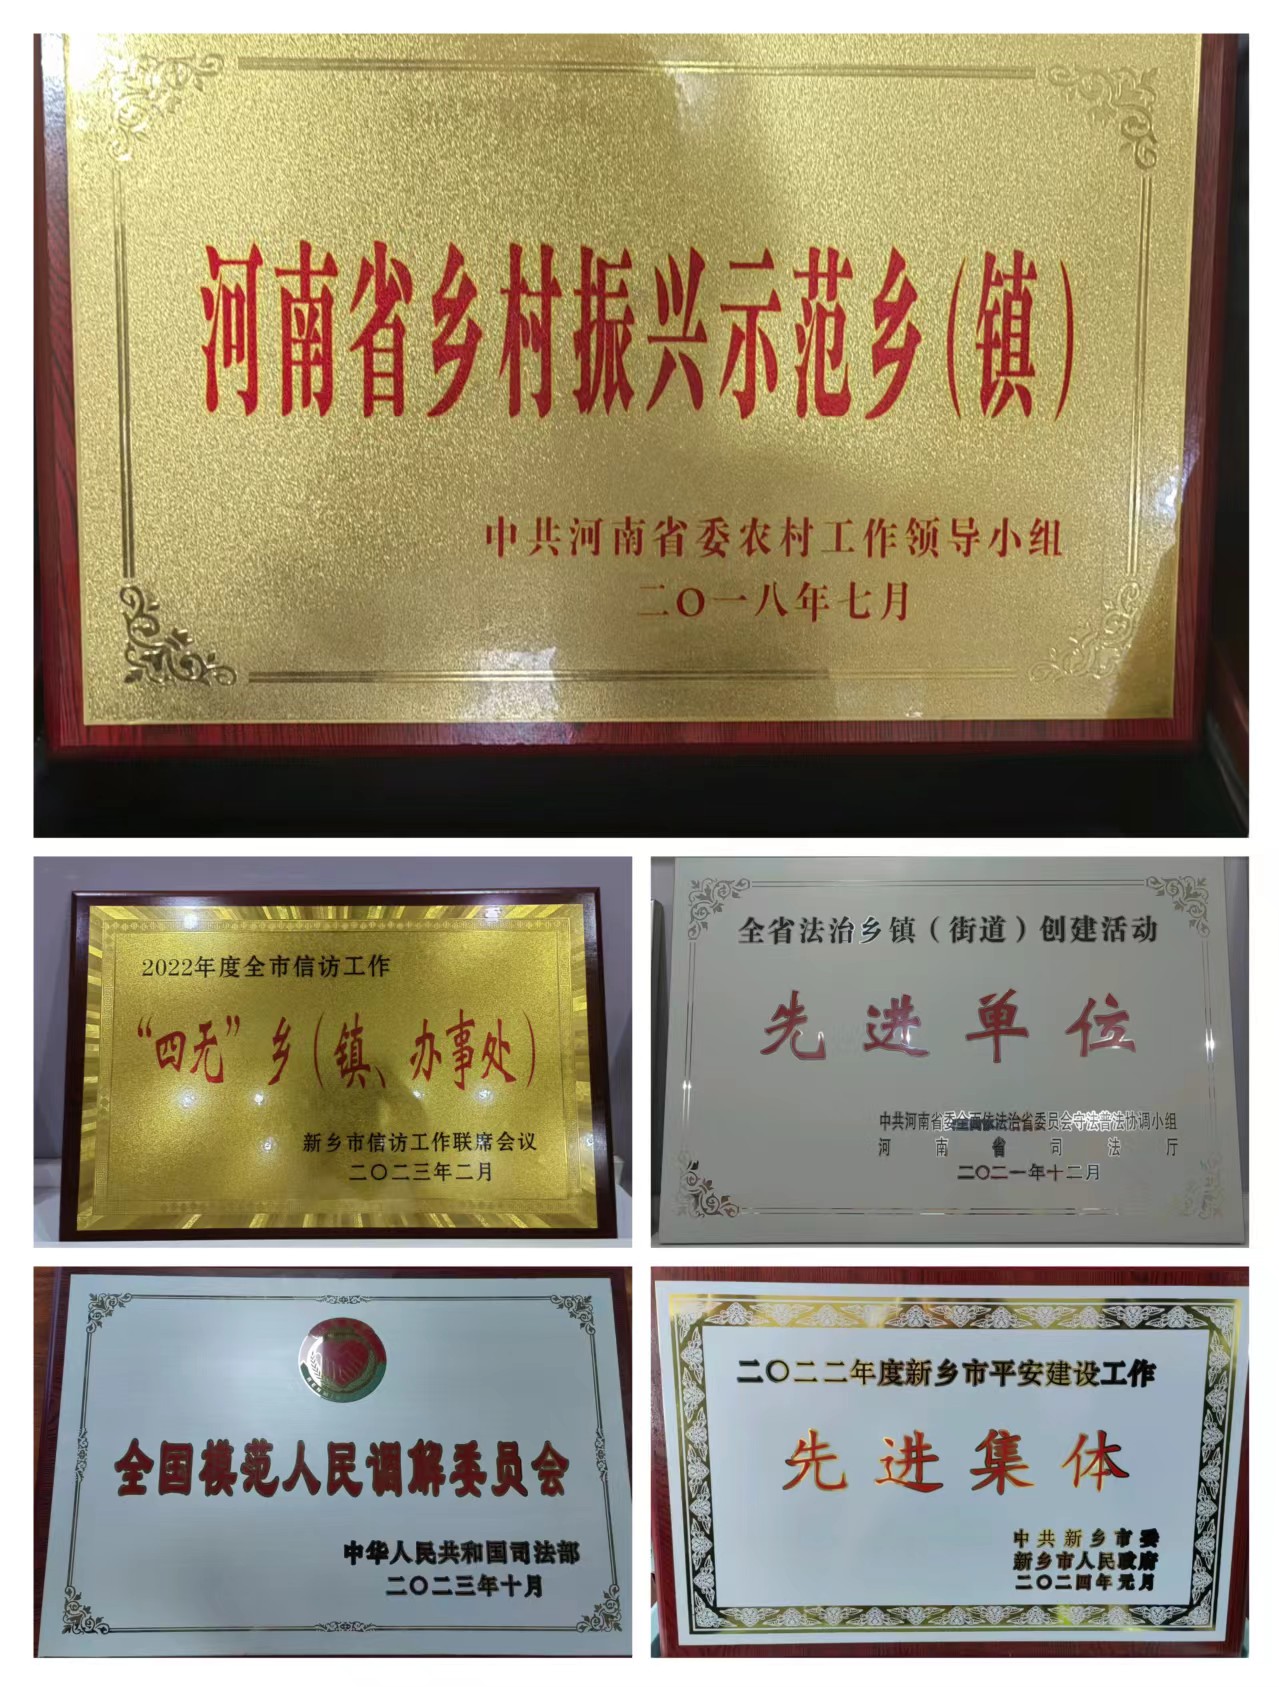 河南省乡村振兴示范乡（镇）
中共河南省委农村工作领导小组
二〇一八年七月
2022年度全市信访工作
“四无”乡（镇、办事处）
新乡市信访工作联席会议
二〇二三年二月
全省法治乡镇（街道）创建活动
先进单位
中共河南省委全面依法治省委员会守法普法协调小组
河南省司法厅
二〇二一年十二月
全国模范人民调解委员会
中华人民共和国司法部
二〇二三年十月
二〇二二年度新乡市平安建设工作
先进集体
中共新乡市委
新乡市人民政府
二〇二四年元月